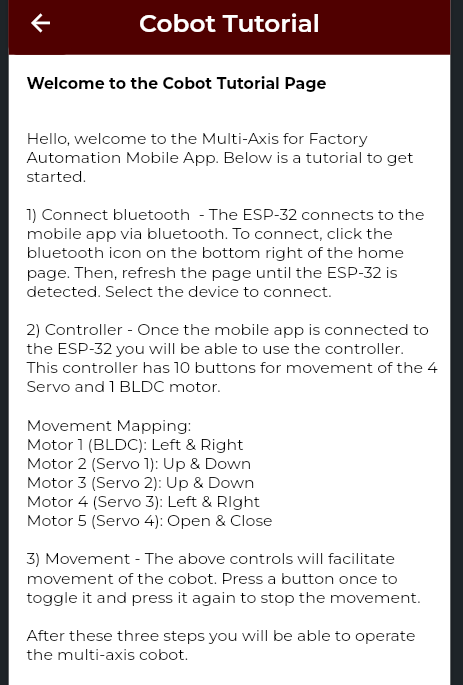 Cobot Tutorial
Welcome to the Cobot Tutorial Page
Hello, welcome to the Multi-Axis for Factory
Automation Mobile App. Below is a tutorial to get
started.
1) Connect bluetooth  - The ESP-32 connects to the
mobile app via bluetooth. To connect, click the
bluetooth icon on the bottom right of the home
page. Then, refresh the page until the ESP-32 is
detected. Select the device to connect.
2) Controller - Once the mobile app is connected to
the ESP-32 you will be able to use the controller.
This controller has 10 buttons for movement of the 4
Servo and 1 BLDC motor.
Movement Mapping:
Motor 1 (BLDC): Left & Right
Motor 2 (Servo 1): Up & Down
Motor 3 (Servo 2): Up & Down
Motor 4 (Servo 3): Left & RIght
Motor 5 (Servo 4): Open & Close
3) Movement - The above controls will facilitate
movement of the cobot. Press a button once to
toggle it and press it again to stop the movement.
After these three steps you will be able to operate
the multi-axis cobot.